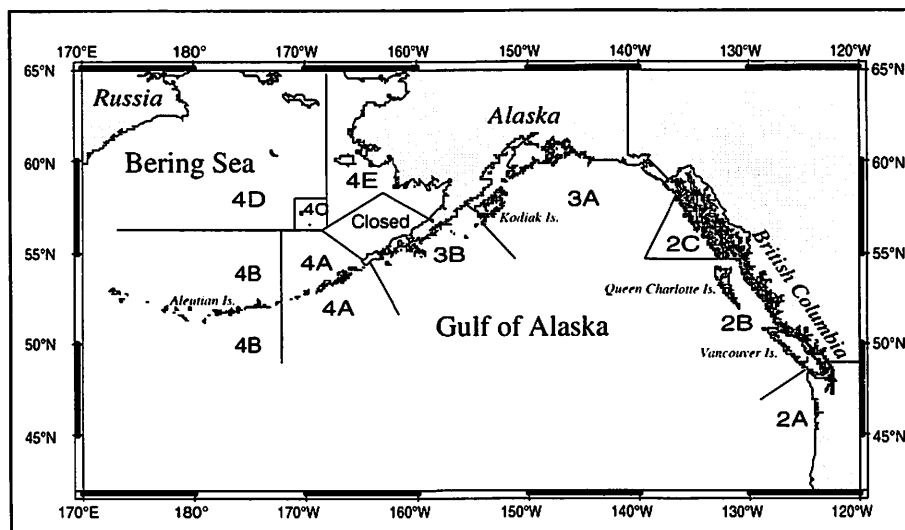 170°E 180° 170°W 160°W 150°W 140°W 130°W 120°W
65°N 65°N
Russia Alaska
60°N Bering Sea 4E 60°N
4D 4C Closed 3A
Kodiak Is.
55°N 4A 3B 2C 55°N
4B
Aleutian Is. 4A Queen Charlotte Is.
British Columbia
Gulf of Alaska 2B
50°N 4B 50°N
Vancouver Is.
2A
45°N 45°N
170°E 180° 170°W 160°W 150°W 140°W 130°W 120°W